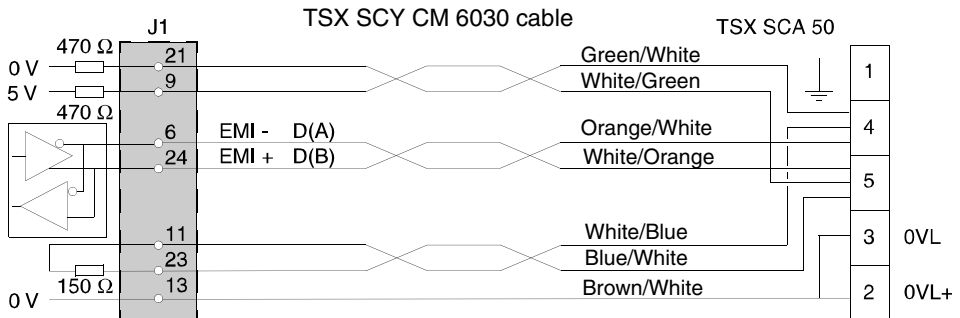 TSX SCY CM 6030 cable
J1
TSX SCA 50
470 Ω
21
Green/White
0 V
1
9
White/Green
5 V
470 Ω
6
EMI - D(A)
Orange/White
4
24
EMI + D(B)
White/Orange
5
11
White/Blue
3
0VL
23
Blue/White
150 Ω
13
Brown/White
0 V
2
0VL+